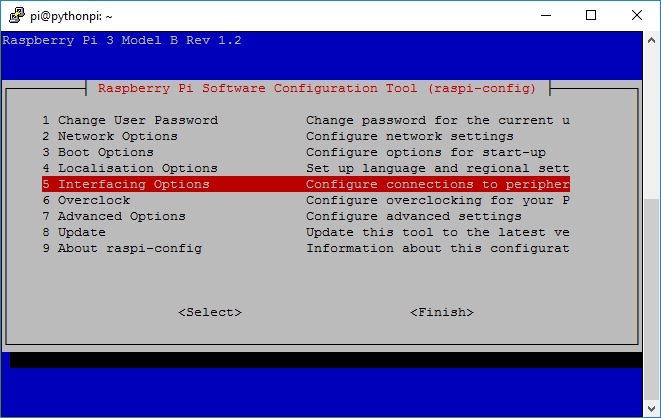 pi@pythonpi: ~
Raspberry Pi 3 Model B Rev 1.2
Raspberry Pi Software Configuration Tool (raspi-config)
1 Change User Password Change password for the current u
2 Network Options Configure network settings
3 Boot Options Configure options for start-up
4 Localisation Options Set up language and regional sett
5 Interfacing Options Configure connections to peripher
6 Overclock Configure overclocking for your P
7 Advanced Options Configure advanced settings
8 Update Update this tool to the latest ve
9 About raspi-config Information about this configurat
<Select> <Finish>